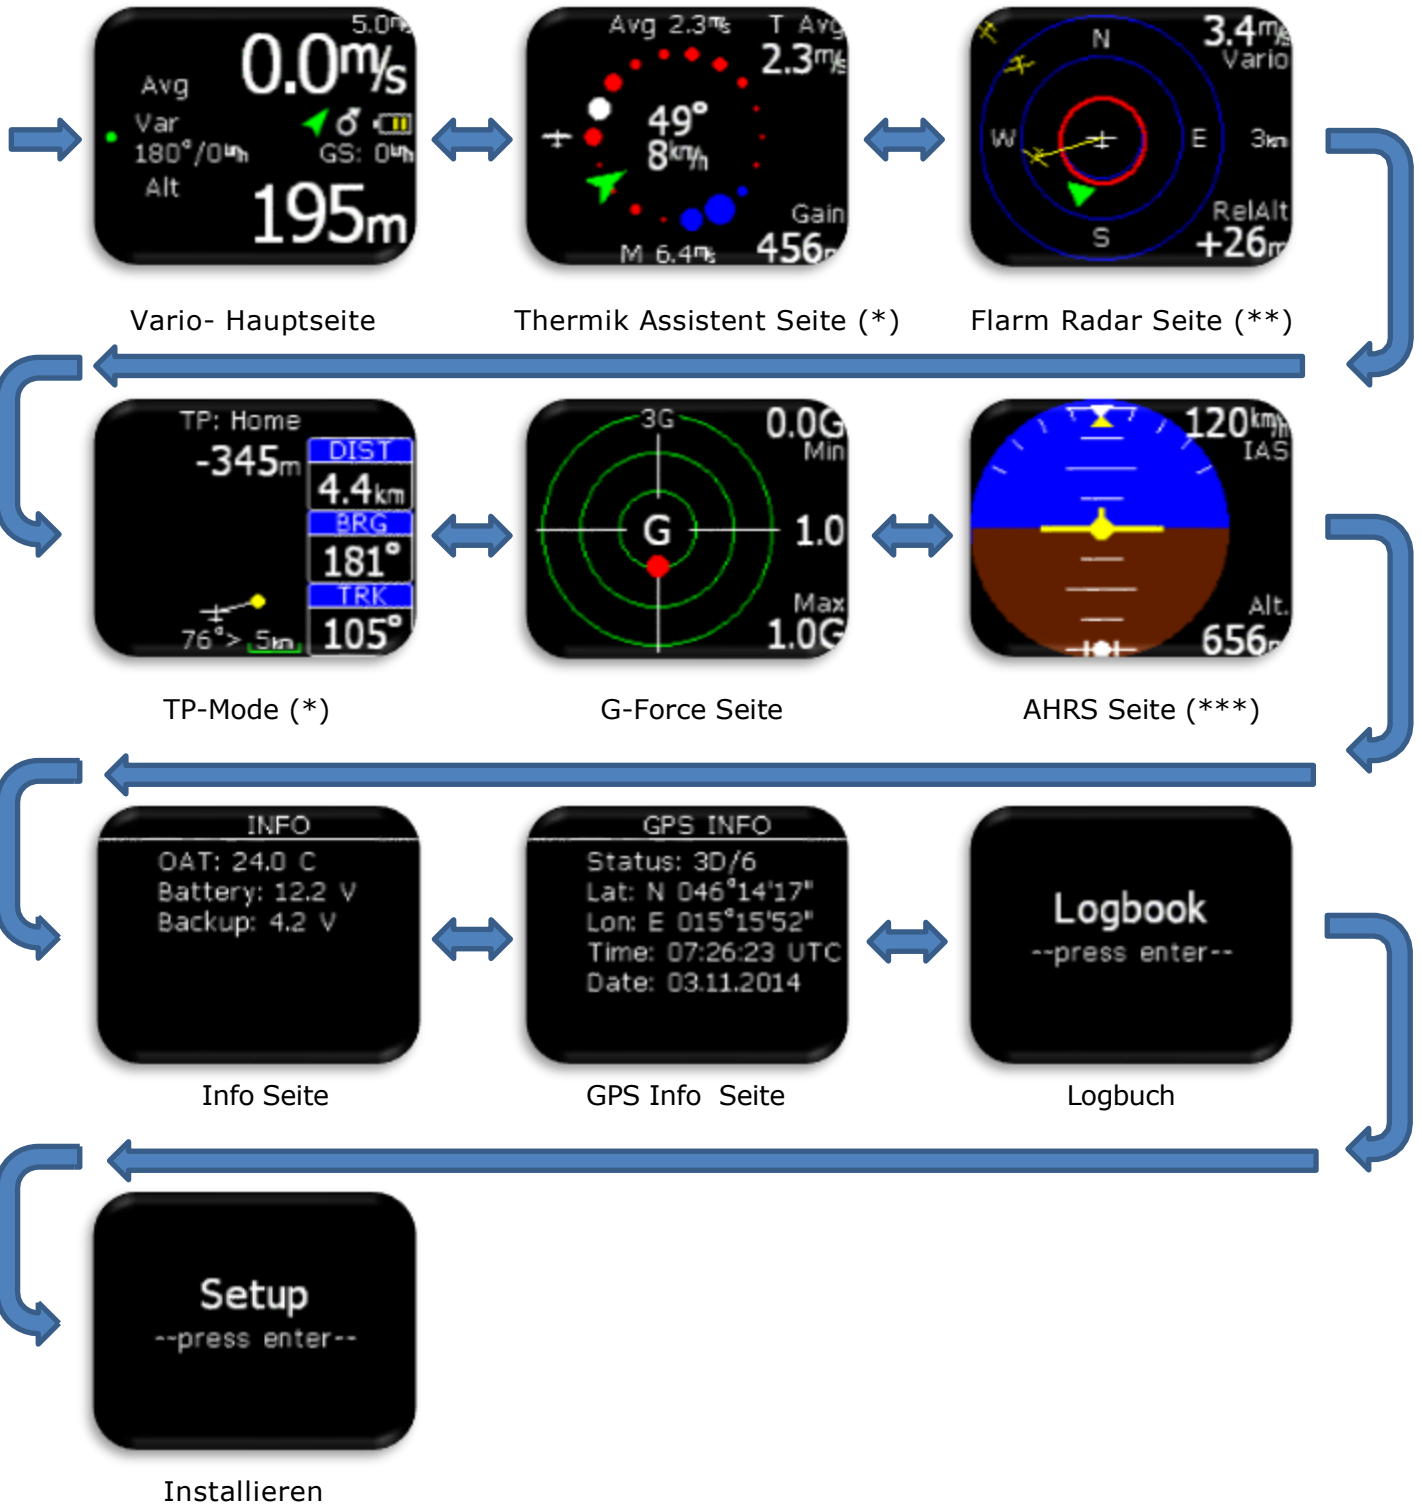 5.0m/s
0.0m/s
Avg
Var
180°/0km/h
GS: 0km/h
Alt
195m
Vario- Hauptseite
Avg 2.3m/s
T Avg
2.3m/s
49°
8km/h
Gain
M 6.4m/s
456m
Thermik Assistent Seite (*)
3.4m/s
Vario
N
W
E
3km
S
RelAlt
+26m
Flarm Radar Seite (**)
TP: Home
-345m
DIST
4.4km
BRG
181°
TRK
105°
76°> 5km
TP-Mode (*)
3G
0.0G
Min
G
1.0
Max
1.0G
G-Force Seite
120km/h
IAS
Alt.
656m
AHRS Seite (***)
INFO
OAT: 24.0 C
Battery: 12.2 V
Backup: 4.2 V
Info Seite
GPS INFO
Status: 3D/6
Lat: N 046°14'17"
Lon: E 015°15'52"
Time: 07:26:23 UTC
Date: 03.11.2014
GPS Info  Seite
Logbook
--press enter--
Logbuch
Setup
--press enter--
Installieren